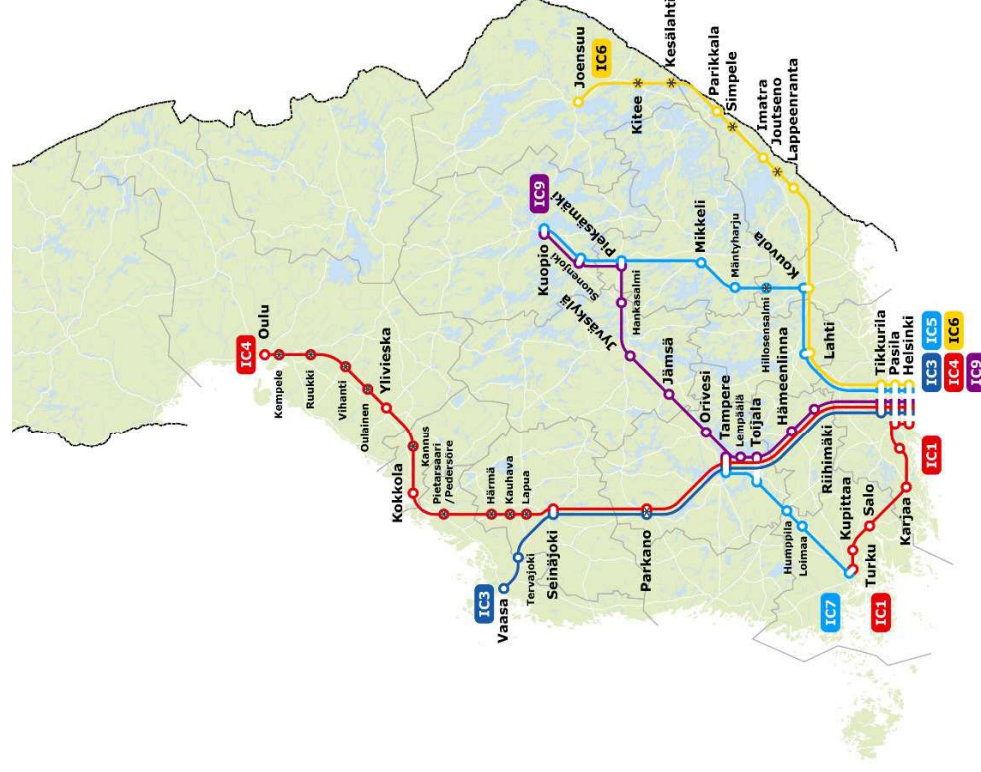 IC4
Oulu
Kempele
Ruukki
Vihanti
Oulainen
Ylivieska
Kannus
Kokkola
Pietarsaari
/Pedersöre
Härmä
Kauhava
Lapua
IC3
Vaasa
Tervajoki
Seinäjoki
Parkano
Joensuu
IC6
Kitee
Kesälahti
Parikkala
Simpele
Imatra
Joutseno
Lappeenranta
IC9
Kuopio
Suonenjoki
Pieksämäki
Mikkeli
Mäntyharju
Hillosensalmi
Kouvola
Lahti
Hankasalmi
Jyväskylä
Jämsä
Orivesi
Tampere
Lempäälä
Toijala
Hämeenlinna
Riihimäki
Tikkurila
Pasila
Helsinki
IC3
IC5
IC4
IC6
IC9
IC1
Humppila
Loimaa
Kupittaa
Salo
Turku
Karjaa
IC7
IC1